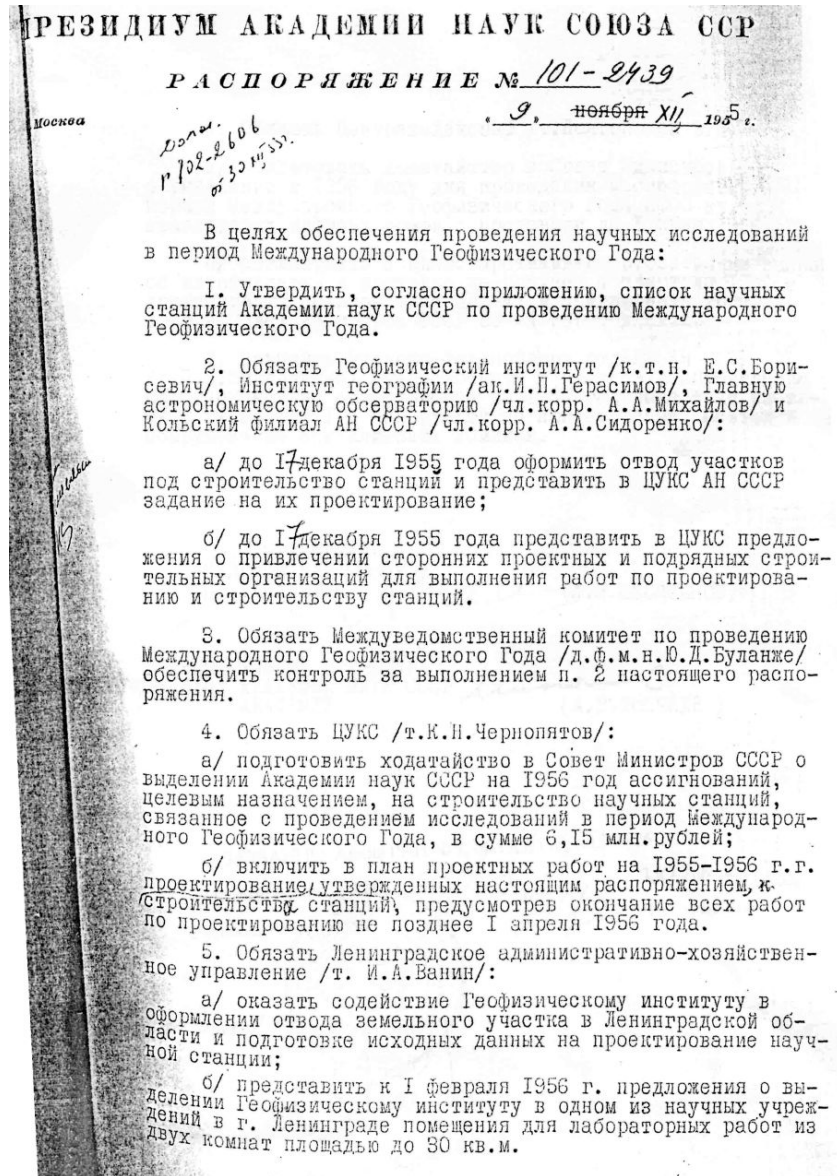 ПРЕЗИДИУМ АКАДЕМИИ НАУК СОЮЗА ССР
РАСПОРЯЖЕНИЕ № 101-2439
Москва
„ 9 „ ноября XII 1955 г.
Допол.
р 102-2606
от 30 XII 55г.
В целях обеспечения проведения научных исследований
в период Международного Геофизического Года:
I. Утвердить, согласно приложению, список научных
станций Академии наук СССР по проведению Международного
Геофизического Года.
2. Обязать Геофизический институт /к.т.н. Е.С.Бори-
севич/, Институт географии /ак.И.П.Герасимов/, Главную
астрономическую обсерваторию /чл.корр. А.А.Михайлов/ и
Кольский филиал АН СССР /чл.корр. А.А.Сидоренко/:
а/ до 17 декабря 1955 года оформить отвод участков
под строительство станций и представить в ЦУКС АН СССР
задание на их проектирование;
б/ до 17 декабря 1955 года представить в ЦУКС предло-
жения о привлечении сторонних проектных и подрядных строи-
тельных организаций для выполнения работ по проектирова-
нию и строительству станций.
3. Обязать Междуведомственный комитет по проведению
Международного Геофизического Года /д.ф.м.н.Ю.Д.Буланже/
обеспечить контроль за выполнением п. 2 настоящего распо-
ряжения.
4. Обязать ЦУКС /т.К.Н.Чернопятов/:
а/ подготовить ходатайство в Совет Министров СССР о
выделении Академии наук СССР на 1956 год ассигнований,
целевым назначением, на строительство научных станций,
связанное с проведением исследований в период Международ-
ного Геофизического Года, в сумме 6,15 млн.рублей;
б/ включить в план проектных работ на 1955-1956 г.г.
проектирование, утвержденных настоящим распоряжением, к
строительству станций, предусмотрев окончание всех работ
по проектированию не позднее I апреля 1956 года.
5. Обязать Ленинградское административно-хозяйствен-
ное управление /т. И.А.Ванин/:
а/ оказать содействие Геофизическому институту в
оформлении отвода земельного участка в Ленинградской об-
ласти и подготовке исходных данных на проектирование науч-
ной станции;
б/ представить к I февраля 1956 г. предложения о вы-
делении Геофизическому институту в одном из научных учреж-
дений в г. Ленинграде помещения для лабораторных работ из
двух комнат площадью до 30 кв.м.